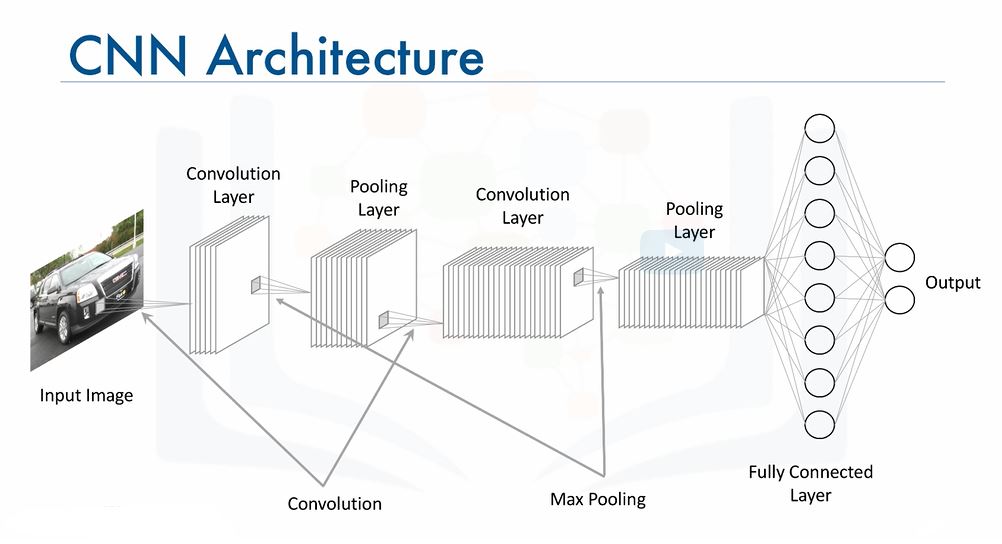 CNN Architecture
Convolution
Layer
Pooling
Layer
Convolution
Layer
Pooling
Layer
Output
Input Image
Convolution
Max Pooling
Fully Connected
Layer